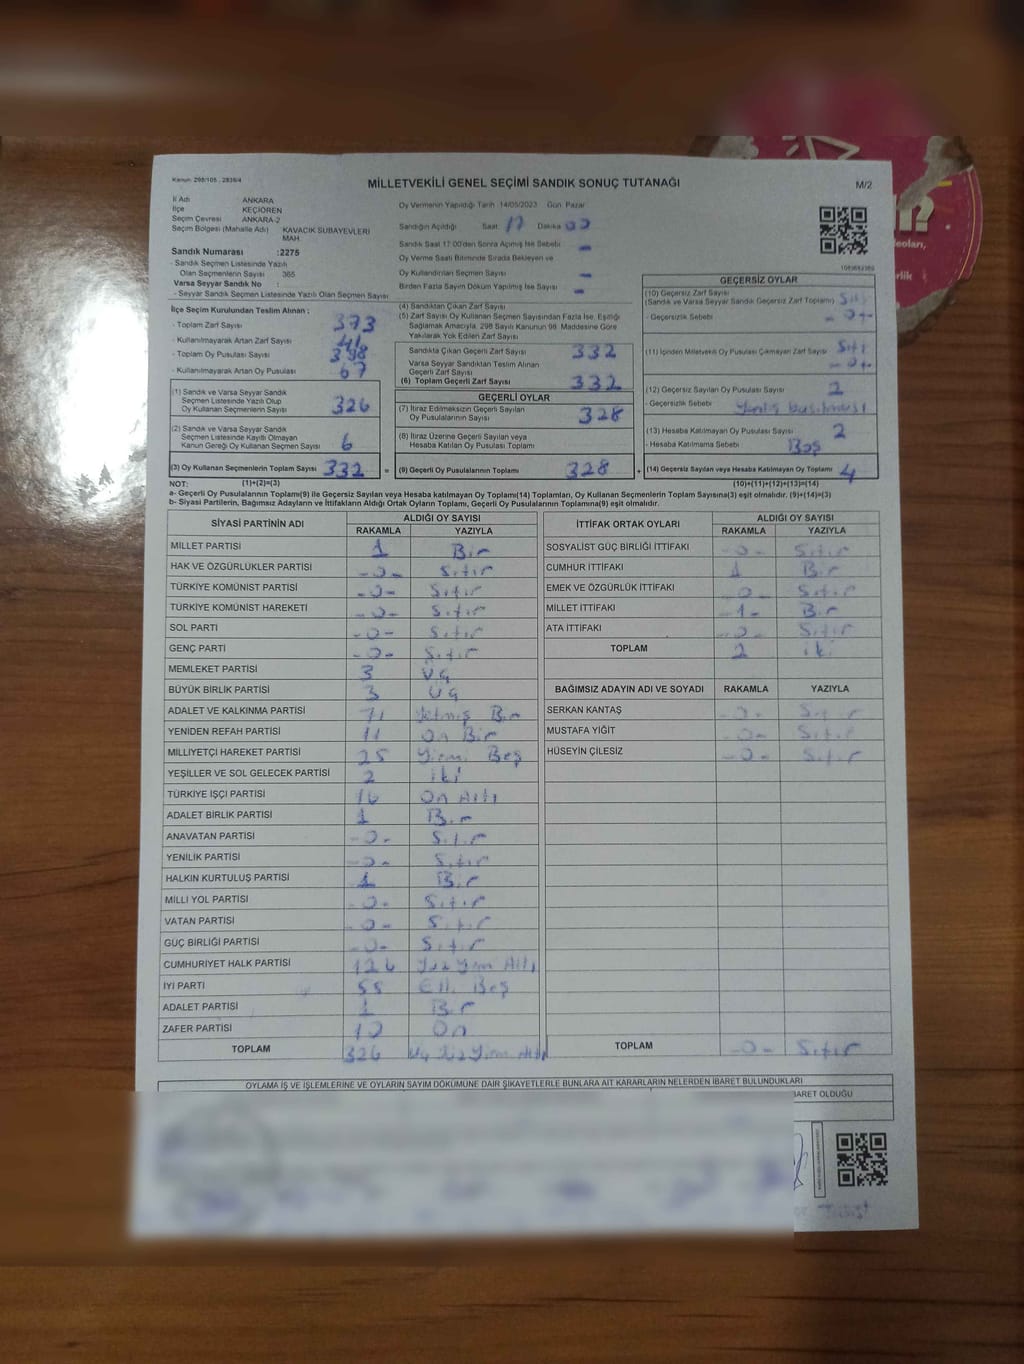 Kanun: 298/105 , 2839/4
MİLLETVEKİLİ GENEL SEÇİMİ SANDIK SONUÇ TUTANAĞI
M/2
İl Adı ANKARA
İlçe KEÇİÖREN
Seçim Çevresi ANKARA-2
Seçim Bölgesi (Mahalle Adı) KAVACIK SUBAYEVLERİ MAH.
Sandık Numarası :2275
- Sandık Seçmen Listesinde Yazılı
Olan Seçmenlerin Sayısı 365
Varsa Seyyar Sandık No :
- Seyyar Sandık Seçmen Listesinde Yazılı Olan Seçmen Sayısı
Oy Vermenin Yapıldığı Tarih 14/05/2023 Gün Pazar
Sandığın Açıldığı Saat 17 Dakika 00
Sandık Saat 17:00'den Sonra Açılmış İse Sebebi -
Oy Verme Saati Bitiminde Sırada Bekleyen ve
Oy Kullandırılan Seçmen Sayısı -
Birden Fazla Sayım Döküm Yapılmış İse Sayısı -
İlçe Seçim Kurulundan Teslim Alınan :
- Toplam Zarf Sayısı 373
- Kullanılmayarak Artan Zarf Sayısı 41
- Toplam Oy Pusulası Sayısı
- Kullanılmayarak Artan Oy Pusulası 67
(1) Sandık ve Varsa Seyyar Sandık
Seçmen Listesinde Yazılı Olup
Oy Kullanan Seçmenlerin Sayısı 326
(2) Sandık ve Varsa Seyyar Sandık
Seçmen Listesinde Kayıtlı Olmayan
Kanun Gereği Oy Kullanan Seçmen Sayısı 6
(3) Oy Kullanan Seçmenlerin Toplam Sayısı 332 =
(4) Sandıktan Çıkan Zarf Sayısı
(5) Zarf Sayısı Oy Kullanan Seçmen Sayısından Fazla İse, Eşitliği
Sağlamak Amacıyla, 298 Sayılı Kanunun 98. Maddesine Göre
Yakılarak Yok Edilen Zarf Sayısı
Sandıkta Çıkan Geçerli Zarf Sayısı 332
Varsa Seyyar Sandıktan Teslim Alınan
Geçerli Zarf Sayısı
(6) Toplam Geçerli Zarf Sayısı 332
GEÇERLİ OYLAR
(7) İtiraz Edilmeksizin Geçerli Sayılan
Oy Pusulalarının Sayısı 328
(8) İtiraz Üzerine Geçerli Sayılan veya
Hesaba Katılan Oy Pusulası Toplamı
(9) Geçerli Oy Pusulalarının Toplamı 328 +
1083682360
GEÇERSİZ OYLAR
(10) Geçersiz Zarf Sayısı
(Sandık ve Varsa Seyyar Sandık Geçersiz Zarf Toplamı) Sıfır
- Geçersizlik Sebebi - 0 -
(11) İçinden Milletvekili Oy Pusulası Çıkmayan Zarf Sayısı Sıfır
- 0 -
(12) Geçersiz Sayılan Oy Pusulası Sayısı 2
- Geçersizlik Sebebi Yanlış basılması
(13) Hesaba Katılmayan Oy Pusulası Sayısı 2
- Hesaba Katılmama Sebebi Boş
(14) Geçersiz Sayılan veya Hesaba Katılmayan Oy Toplamı 4
NOT: (1)+(2)=(3) (10)+(11)+(12)+(13)=(14)
a- Geçerli Oy Pusulalarının Toplamı(9) ile Geçersiz Sayılan veya Hesaba katılmayan Oy Toplamı(14) Toplamları, Oy Kullanan Seçmenlerin Toplam Sayısına(3) eşit olmalıdır. (9)+(14)=(3)
b- Siyasi Partilerin, Bağımsız Adayların ve İttifakların Aldığı Ortak Oyların Toplamı, Geçerli Oy Pusulalarının Toplamına(9) eşit olmalıdır.
SİYASİ PARTİNİN ADI ALDIĞI OY SAYISI
RAKAMLA YAZIYLA
MİLLET PARTİSİ 1 Bir
HAK VE ÖZGÜRLÜKLER PARTİSİ -0- Sıfır
TÜRKİYE KOMÜNİST PARTİSİ -0- Sıfır
TÜRKİYE KOMÜNİST HAREKETİ -0- Sıfır
SOL PARTİ -0- Sıfır
GENÇ PARTİ -0- Sıfır
MEMLEKET PARTİSİ 3 Üç
BÜYÜK BİRLİK PARTİSİ 3 Üç
ADALET VE KALKINMA PARTİSİ 71 Yetmiş Bir
YENİDEN REFAH PARTİSİ 11 On Bir
MİLLİYETÇİ HAREKET PARTİSİ 25 Yirmi Beş
YEŞİLLER VE SOL GELECEK PARTİSİ 2 iki
TÜRKİYE İŞÇİ PARTİSİ 16 On Altı
ADALET BİRLİK PARTİSİ 1 Bir
ANAVATAN PARTİSİ -0- Sıfır
YENİLİK PARTİSİ -0- Sıfır
HALKIN KURTULUŞ PARTİSİ 1 Bir
MİLLİ YOL PARTİSİ -0- Sıfır
VATAN PARTİSİ -0- Sıfır
GÜÇ BİRLİĞİ PARTİSİ -0- Sıfır
CUMHURİYET HALK PARTİSİ 126 Yüz Yirmi Altı
İYİ PARTİ 55 Elli Beş
ADALET PARTİSİ 1 Bir
ZAFER PARTİSİ 10 On
TOPLAM 326 Üç Yüz Yirmi Altı
İTTİFAK ORTAK OYLARI ALDIĞI OY SAYISI
RAKAMLA YAZIYLA
SOSYALİST GÜÇ BİRLİĞİ İTTİFAKI -0- Sıfır
CUMHUR İTTİFAKI 1 Bir
EMEK VE ÖZGÜRLÜK İTTİFAKI -0- Sıfır
MİLLET İTTİFAKI -1- Bir
ATA İTTİFAKI -0- Sıfır
TOPLAM 2 iki
BAĞIMSIZ ADAYIN ADI VE SOYADI RAKAMLA YAZIYLA
SERKAN KANTAŞ -0- Sıfır
MUSTAFA YİĞİT -0- Sıfır
HÜSEYİN ÇİLESİZ -0- Sıfır
TOPLAM -0- Sıfır
OYLAMA İŞ VE İŞLEMLERİNE VE OYLARIN SAYIM DÖKÜMÜNE DAİR ŞİKAYETLERLE BUNLARA AİT KARARLARIN NELERDEN İBARET BULUNDUKLARI
BARET OLDUĞU